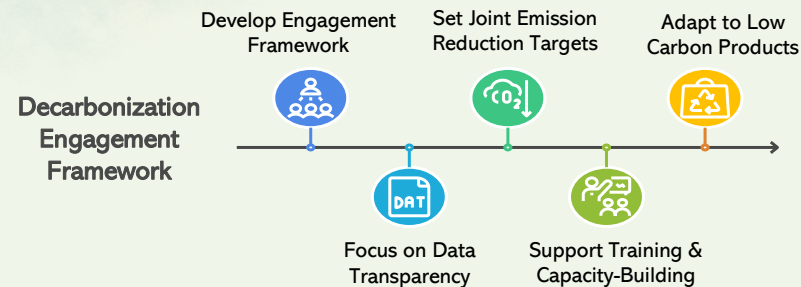 Decarbonization
Engagement
Framework
Develop Engagement
Framework
DAT
Focus on Data
Transparency
CO2
Set Joint Emission
Reduction Targets
Support Training &
Capacity-Building
Adapt to Low
Carbon Products